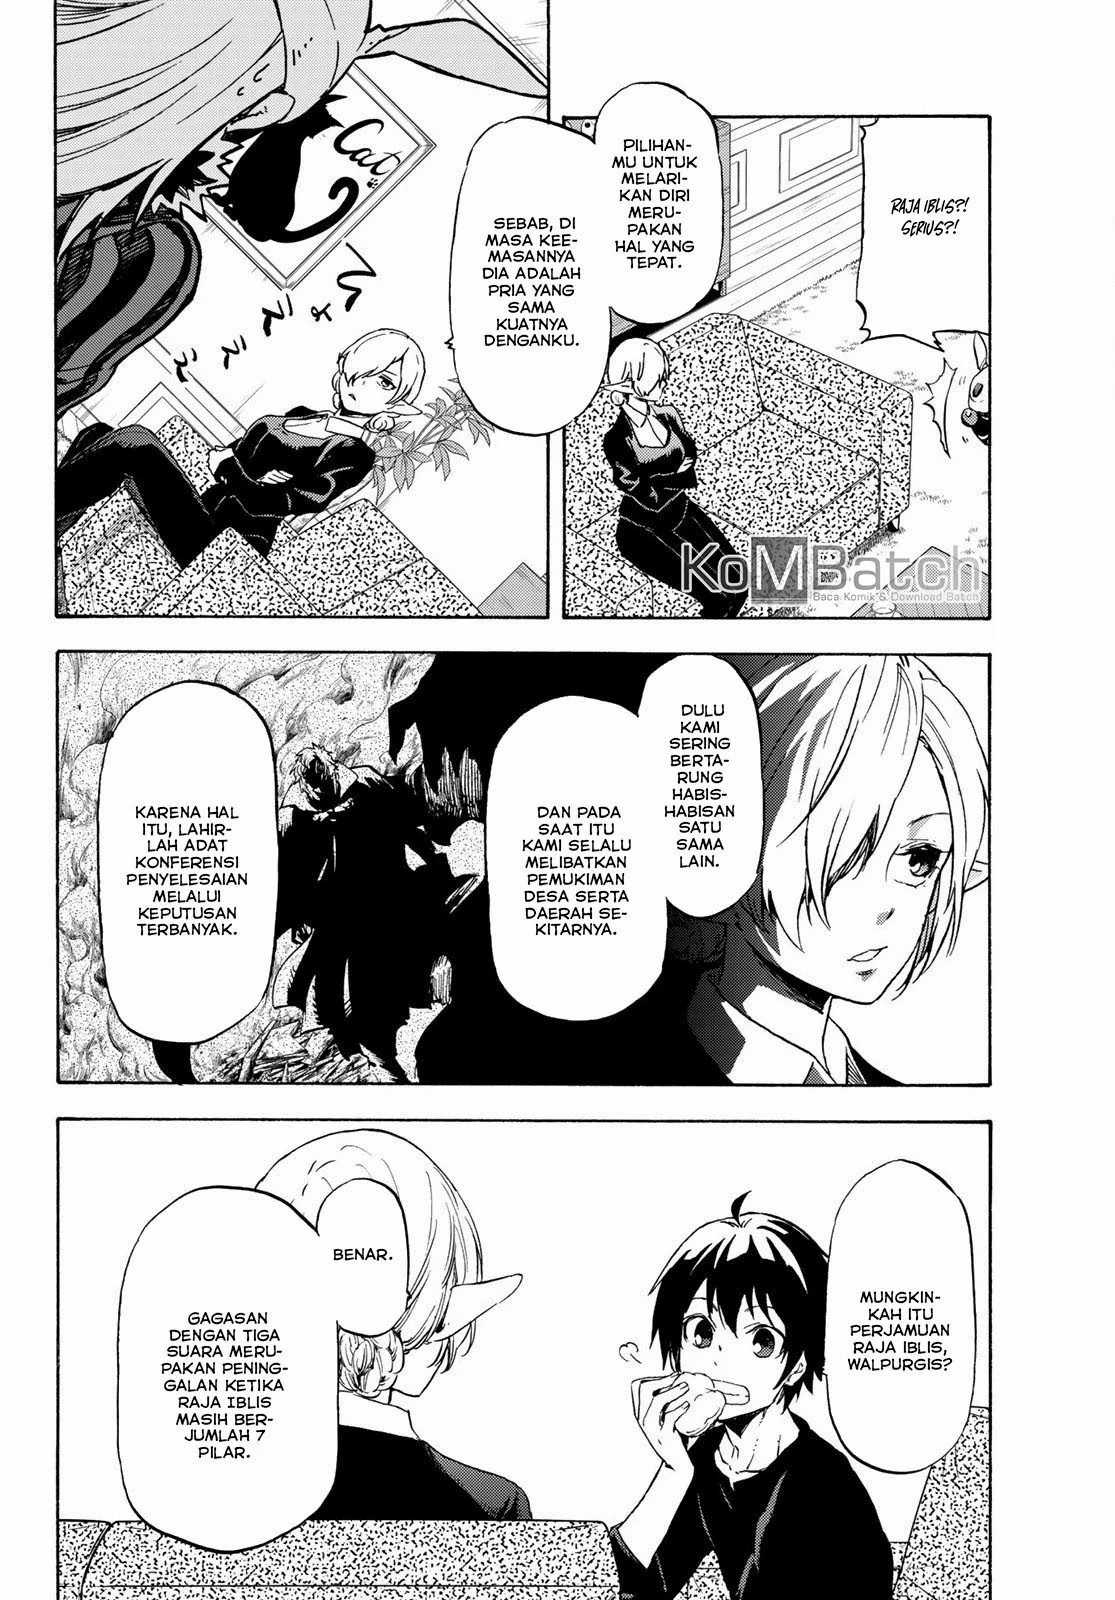 RAJA IBLIS?!
SERIUS?!
PILIHAN-
MU UNTUK
MELARI-
KAN DIRI
MERU-
PAKAN
HAL YANG
TEPAT.
SEBAB, DI
MASA KEE-
MASANNYA
DIA ADALAH
PRIA YANG
SAMA
KUATNYA
DENGANKU.
Cat
KoMBatch
Baca Komik & Download Batch
DULU
KAMI
SERING
BERTA-
RUNG
HABIS-
HABISAN
SATU
SAMA
LAIN.
DAN PADA
SAAT ITU
KAMI SELALU
MELIBATKAN
PEMUKIMAN
DESA SERTA
DAERAH SE-
KITARNYA.
KARENA HAL
ITU, LAHIR-
LAH ADAT
KONFERENSI
PENYELESAIAN
MELALUI
KEPUTUSAN
TERBANYAK.
MUNGKIN-
KAH ITU
PERJAMUAN
RAJA IBLIS,
WALPURGIS?
BENAR.
GAGASAN
DENGAN TIGA
SUARA MERU-
PAKAN PENING-
GALAN KETIKA
RAJA IBLIS
MASIH BER-
JUMLAH 7
PILAR.